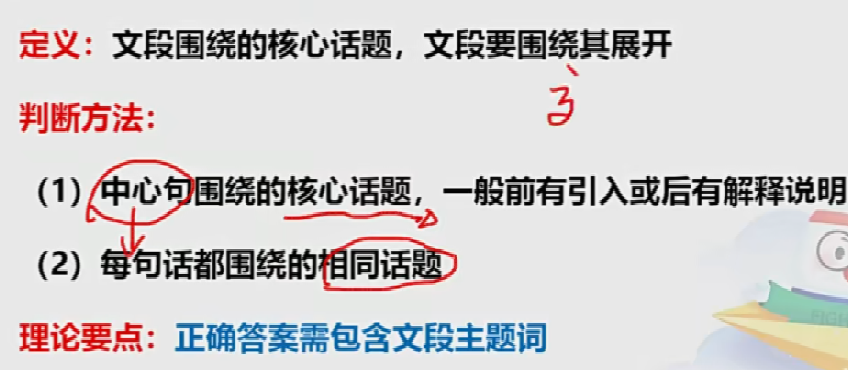 定义：文段围绕的核心话题，文段要围绕其展开
判断方法：
（1）中心句围绕的核心话题，一般前有引入或后有解释说明
（2）每句话都围绕的相同话题
理论要点：正确答案需包含文段主题词